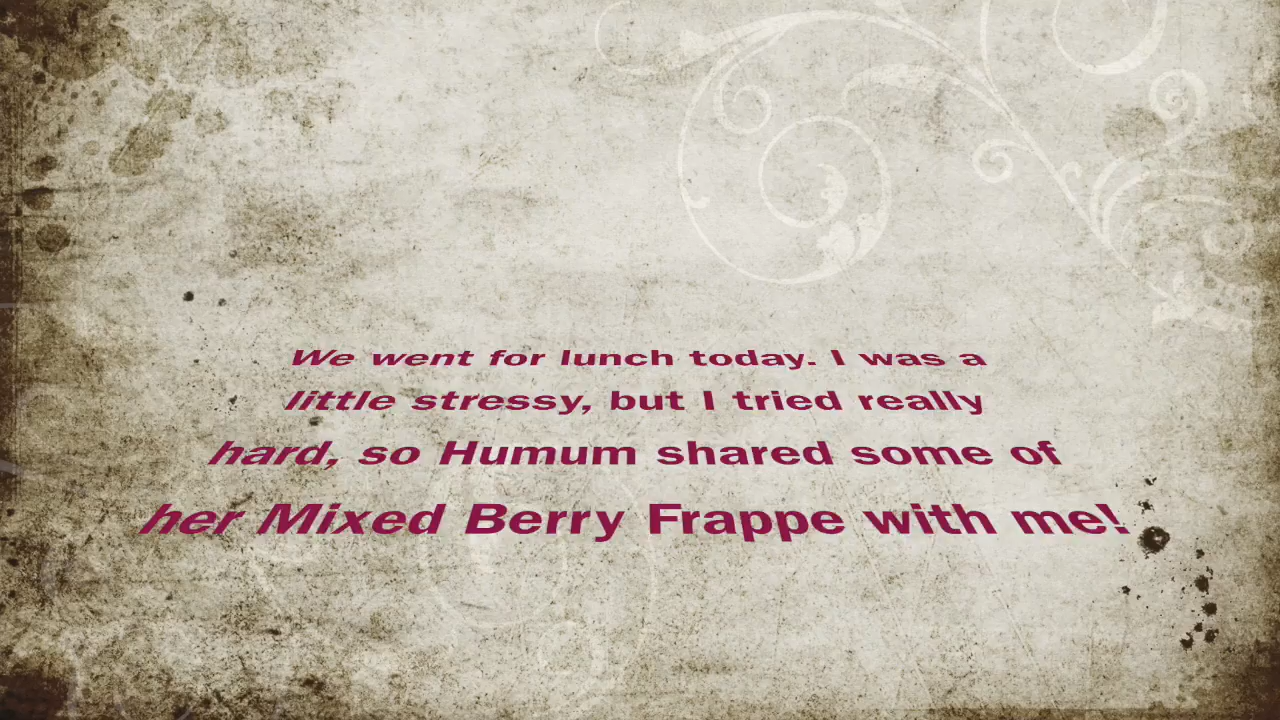 We went for lunch today. I was a
little stressy, but I tried really
hard, so Humum shared some of
her Mixed Berry Frappe with me!